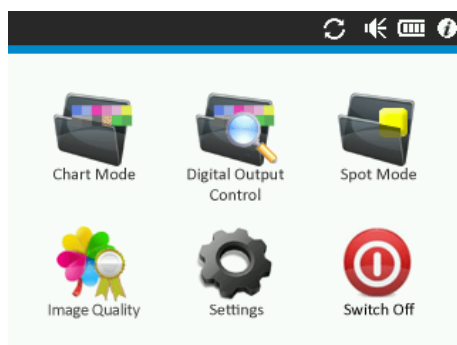 Chart Mode
Digital Output
Control
Spot Mode
Image Quality
Settings
Switch Off